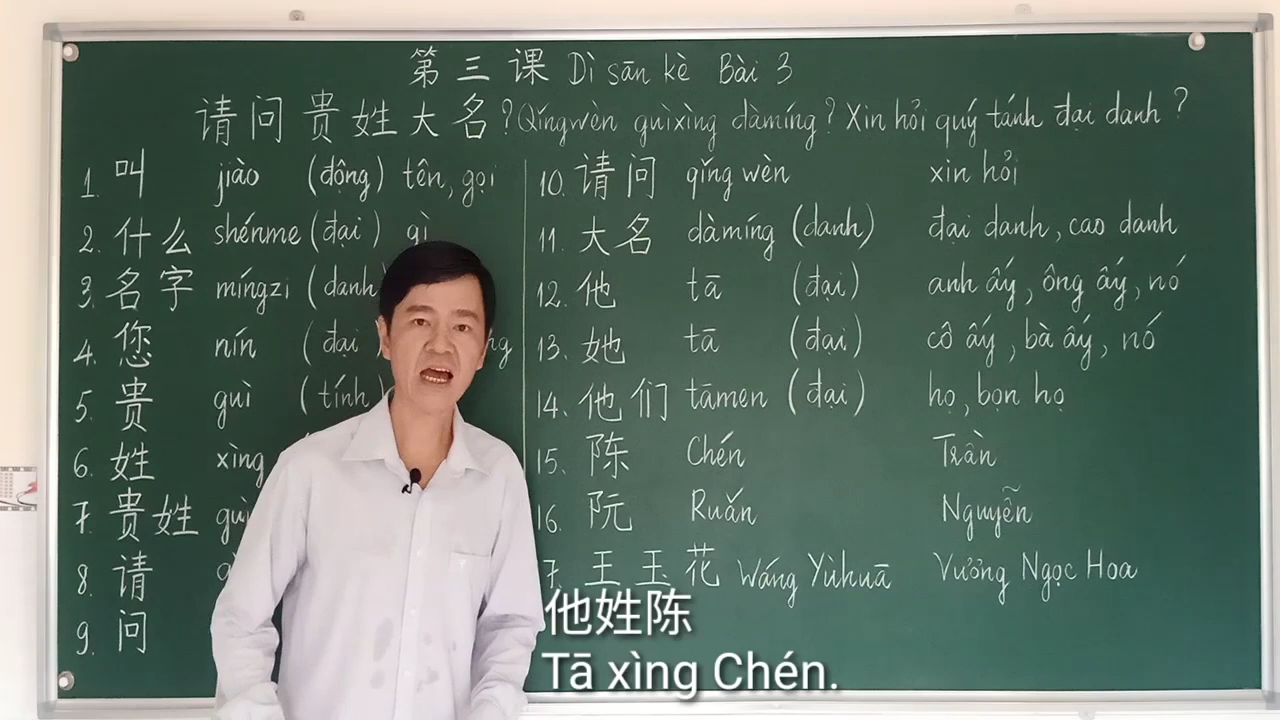 第三课 Dì sān kè Bài 3
请问贵姓大名? Qǐngwèn guìxìng dàmíng? Xin hỏi quý tánh đại danh?
1. 叫 jiào (động) tên, gọi
2. 什么 shénme (đại) gì
3. 名字 míngzi (danh)
4. 您 nín (đại)
5. 贵 guì (tính)
6. 姓 xìng
7. 贵姓
8. 请
9. 问
10. 请问 qǐng wèn xin hỏi
11. 大名 dàmíng (danh) đại danh, cao danh
12. 他 tā (đại) anh ấy, ông ấy, nó
13. 她 tā (đại) cô ấy, bà ấy, nó
14. 他们 tāmen (đại) họ, bọn họ
15. 陈 Chén Trần
16. 阮 Ruǎn Nguyễn
7. 王玉花 Wáng Yùhuā Vương Ngọc Hoa
他姓陈
Tā xìng Chén.